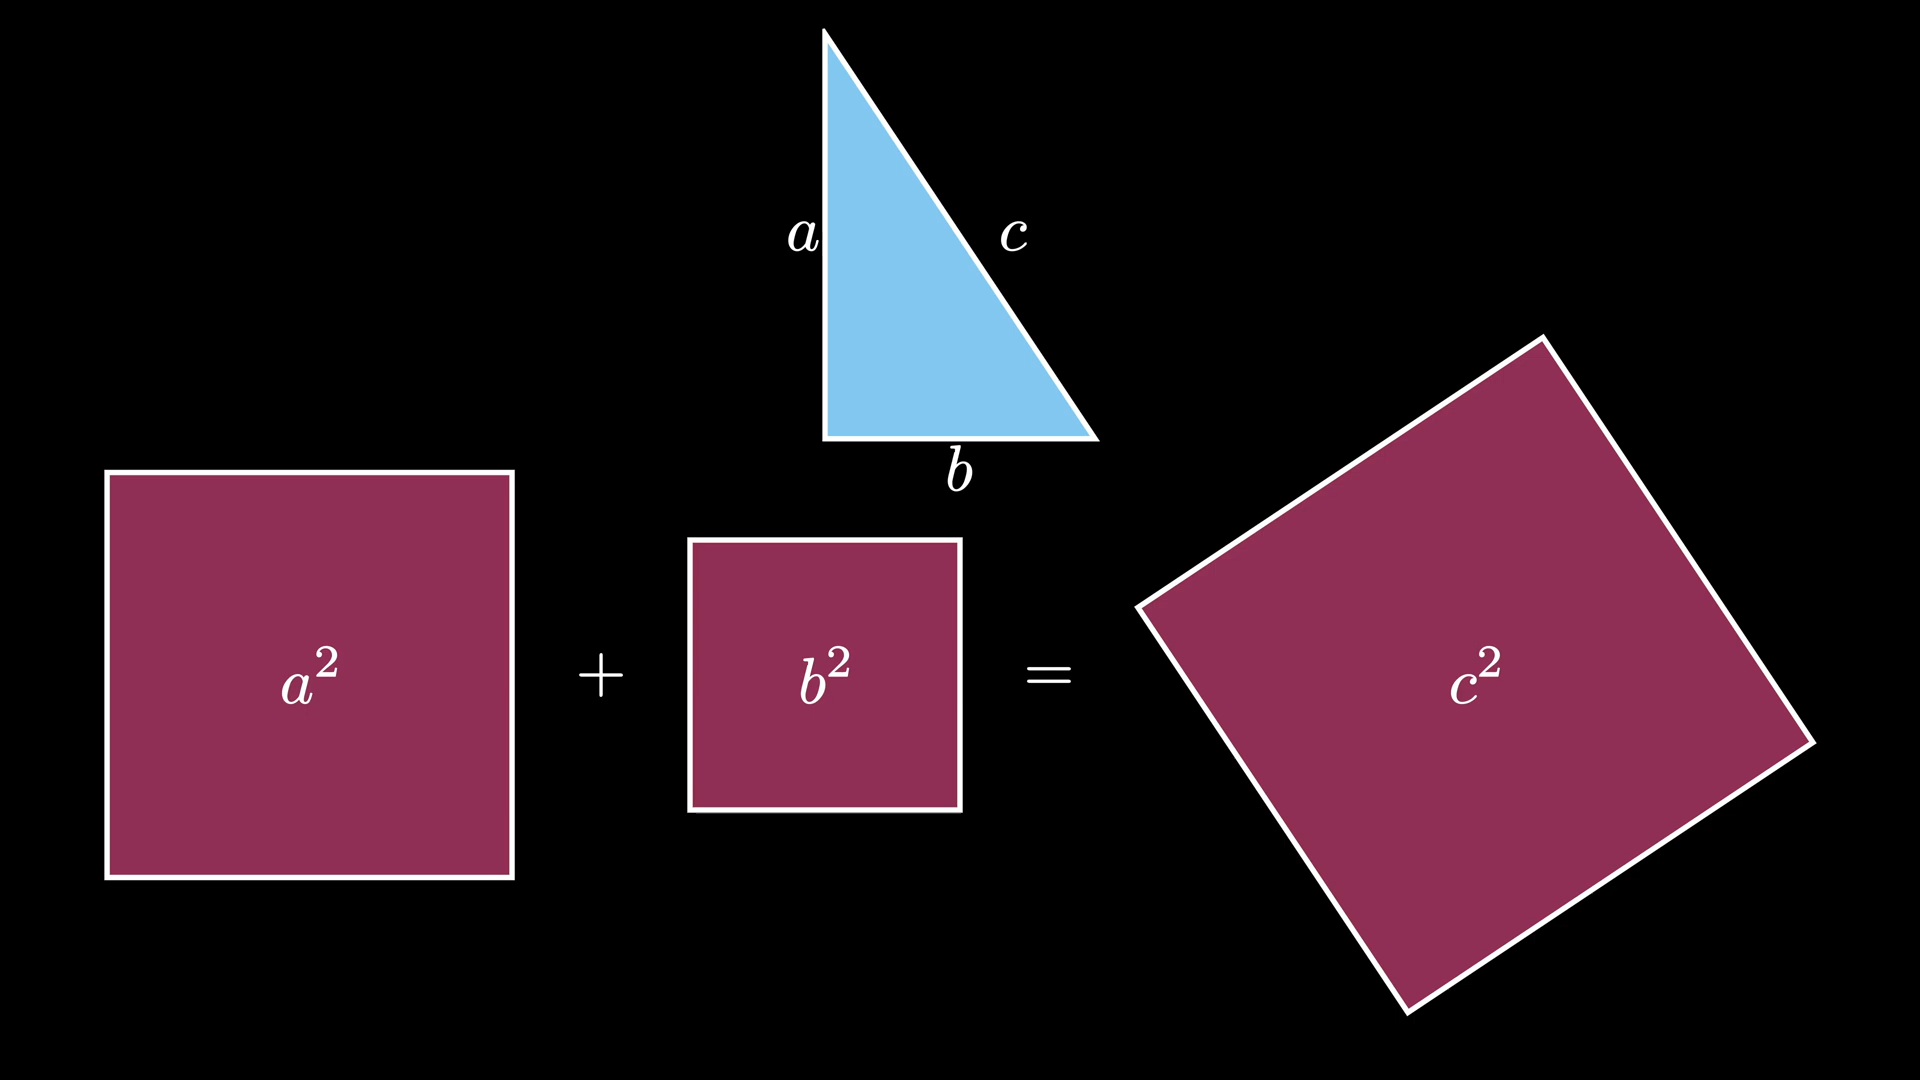 a c
b
a² + b² = c²